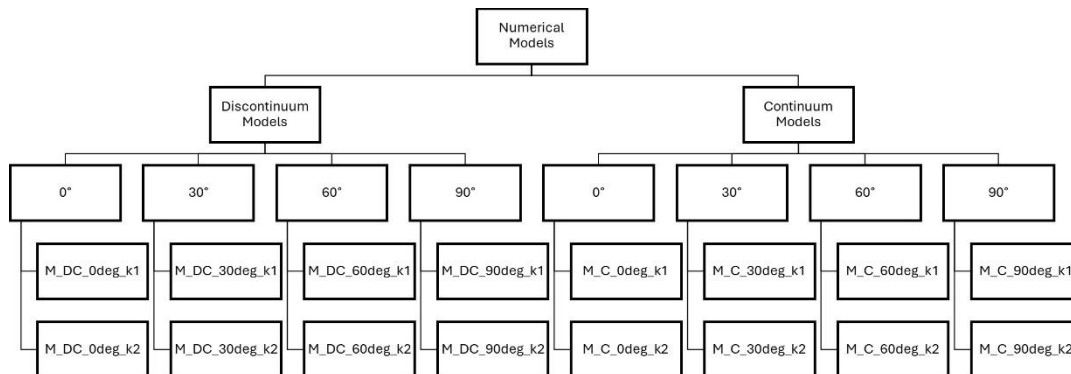 Numerical
Models
Discontinuum
Models
Continuum
Models
0°
30°
60°
90°
0°
30°
60°
90°
M_DC_0deg_k1
M_DC_30deg_k1
M_DC_60deg_k1
M_DC_90deg_k1
M_C_0deg_k1
M_C_30deg_k1
M_C_60deg_k1
M_C_90deg_k1
M_DC_0deg_k2
M_DC_30deg_k2
M_DC_60deg_k2
M_DC_90deg_k2
M_C_0deg_k2
M_C_30deg_k2
M_C_60deg_k2
M_C_90deg_k2